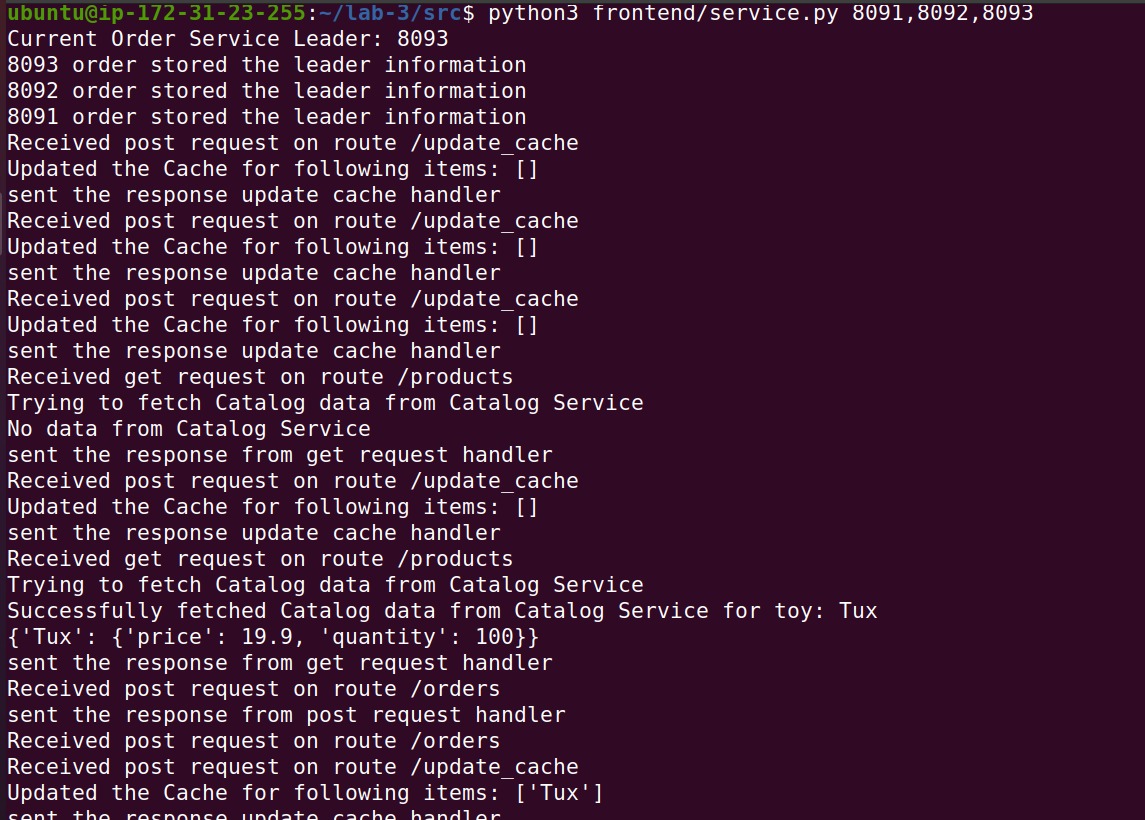 ubuntu@ip-172-31-23-255:~/lab-3/src$ python3 frontend/service.py 8091,8092,8093
Current Order Service Leader: 8093
8093 order stored the leader information
8092 order stored the leader information
8091 order stored the leader information
Received post request on route /update_cache
Updated the Cache for following items: []
sent the response update cache handler
Received post request on route /update_cache
Updated the Cache for following items: []
sent the response update cache handler
Received post request on route /update_cache
Updated the Cache for following items: []
sent the response update cache handler
Received get request on route /products
Trying to fetch Catalog data from Catalog Service
No data from Catalog Service
sent the response from get request handler
Received post request on route /update_cache
Updated the Cache for following items: []
sent the response update cache handler
Received get request on route /products
Trying to fetch Catalog data from Catalog Service
Successfully fetched Catalog data from Catalog Service for toy: Tux
{'Tux': {'price': 19.9, 'quantity': 100}}
sent the response from get request handler
Received post request on route /orders
sent the response from post request handler
Received post request on route /orders
Received post request on route /update_cache
Updated the Cache for following items: ['Tux']
sent the response update cache handler